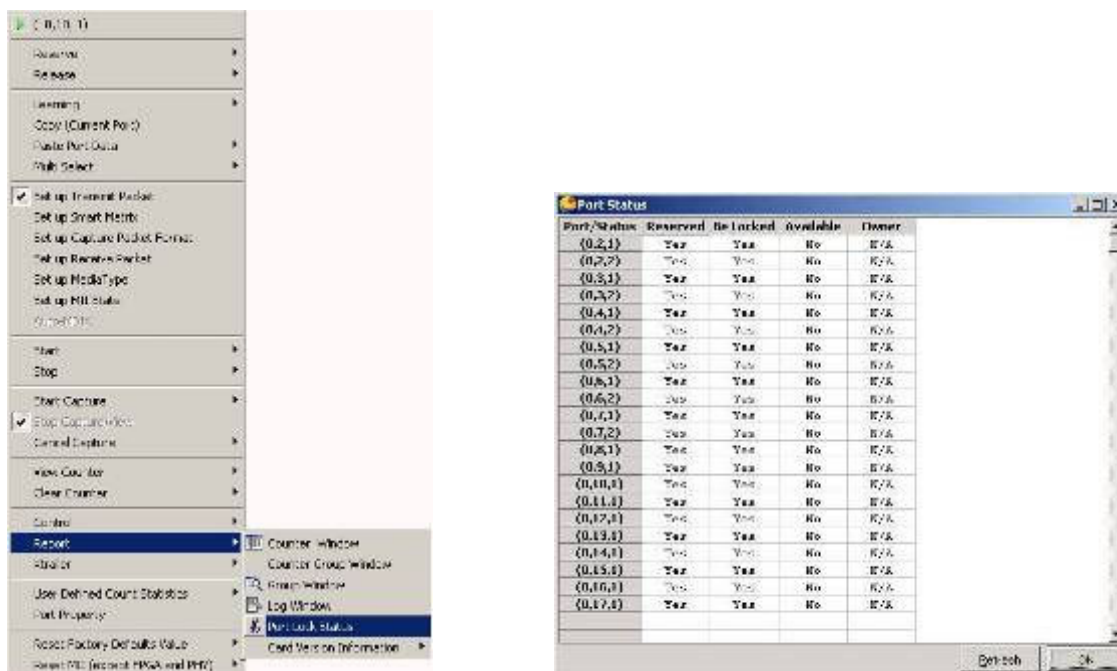 Reserve
Release
Learning
Copy (Current Port)
Paste Port Data
Multi Select
Set up Transmit Packet
Set up Smart Metrix
Set up Capture Packet Format
Set up Receive Packet
Set up MediaType
Set up MII State
Start
Stop
Start Capture
Stop Capture/View
Cancel Capture
View Counter
Clear Counter
Control
Report
Xtrailer
User Defined Count Statistics
Port Property
Reset Factory Defaults Value
Reset MC (except FPGA and PHY)
Counter Window
Counter Group Window
Group Window
Log Window
Port Lock Status
Card Version Information
Port Status
Port/Status Reserved Be Locked Available Owner
(0,2,1) Yes Yes No N/A
(0,2,2) Yes Yes No N/A
(0,3,1) Yes Yes No N/A
(0,3,2) Yes Yes No N/A
(0,4,1) Yes Yes No N/A
(0,4,2) Yes Yes No N/A
(0,5,1) Yes Yes No N/A
(0,5,2) Yes Yes No N/A
(0,6,1) Yes Yes No N/A
(0,6,2) Yes Yes No N/A
(0,7,1) Yes Yes No N/A
(0,7,2) Yes Yes No N/A
(0,8,1) Yes Yes No N/A
(0,9,1) Yes Yes No N/A
(0,10,1) Yes Yes No N/A
(0,11,1) Yes Yes No N/A
(0,12,1) Yes Yes No N/A
(0,13,1) Yes Yes No N/A
(0,14,1) Yes Yes No N/A
(0,15,1) Yes Yes No N/A
(0,16,1) Yes Yes No N/A
(0,17,1) Yes Yes No N/A
Refresh Ok